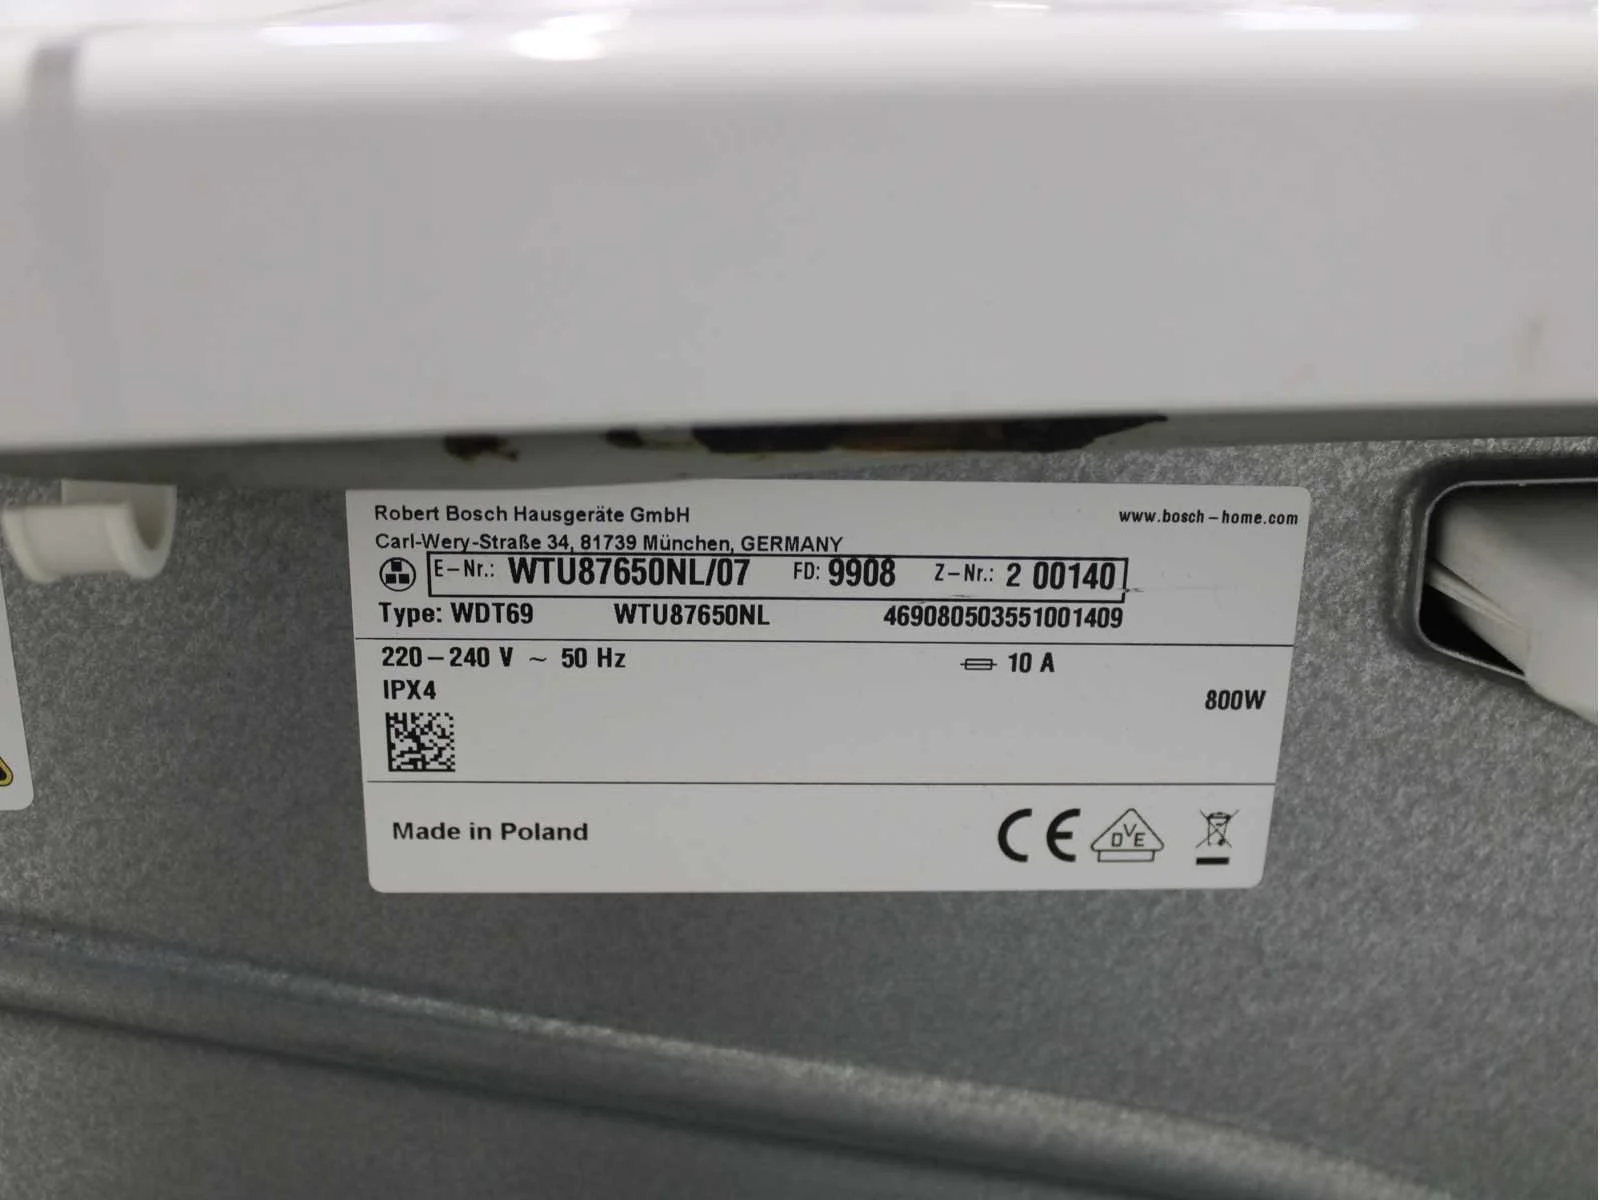 Robert Bosch Hausgeräte GmbH
www.bosch-home.com
Carl-Wery-Straße 34, 81739 München, GERMANY
E-Nr.: WTU87650NL/07 FD: 9908 Z-Nr.: 2 00140
Type: WDT69 WTU87650NL 469080503551001409
220-240 V ~ 50 Hz 10 A
IPX4
800W
Made in Poland
CE DVE